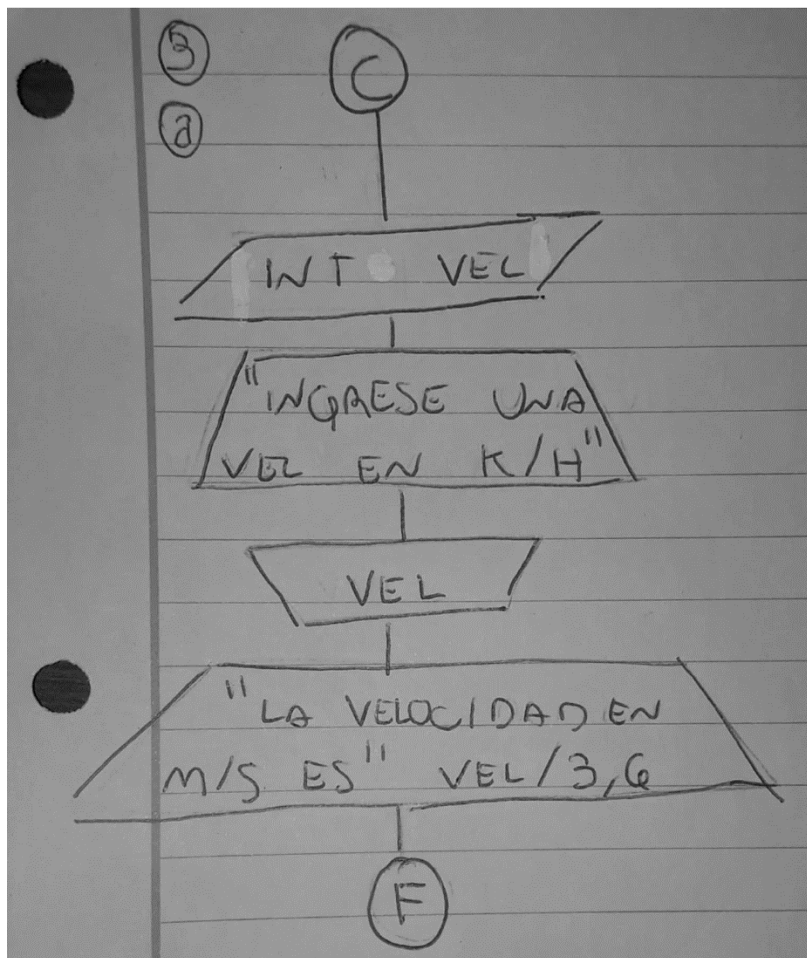 3
C
a
INT VEL
"INGRESE UNA
VEL EN K/H"
VEL
"LA VELOCIDAD EN
M/S ES" VEL/3,6
F